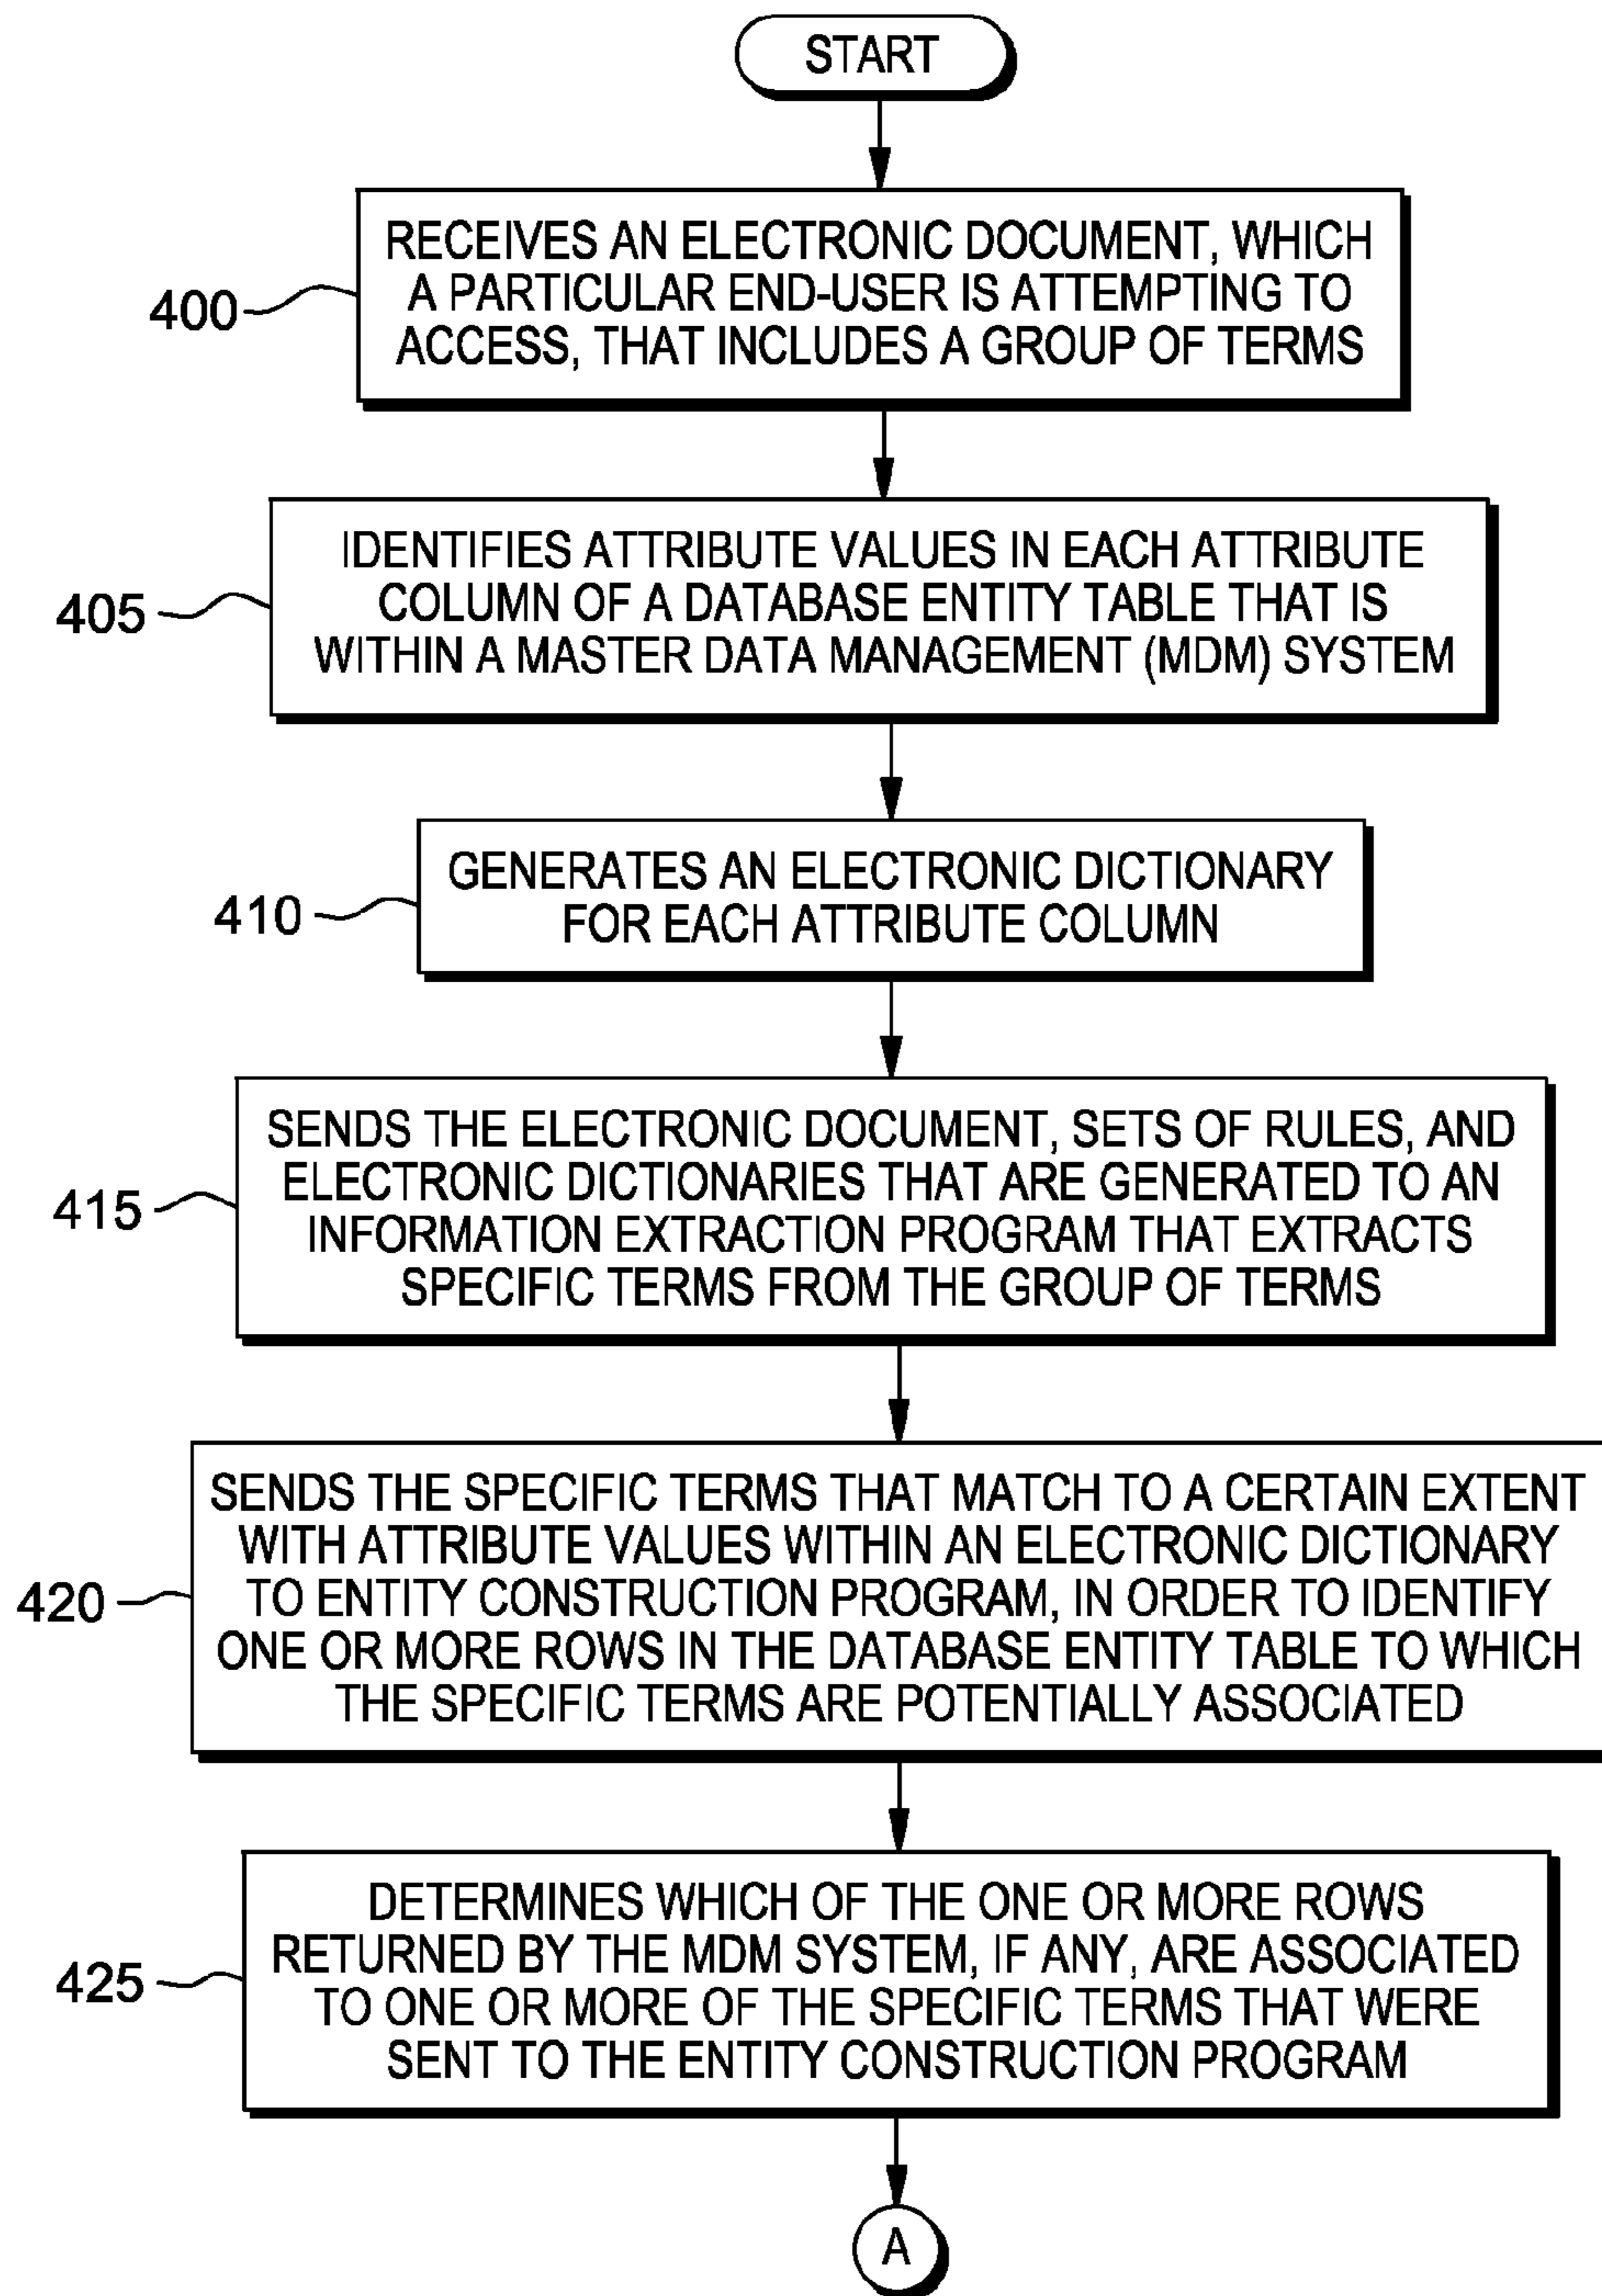 START
400
RECEIVES AN ELECTRONIC DOCUMENT, WHICH
A PARTICULAR END-USER IS ATTEMPTING TO
ACCESS, THAT INCLUDES A GROUP OF TERMS
405
IDENTIFIES ATTRIBUTE VALUES IN EACH ATTRIBUTE
COLUMN OF A DATABASE ENTITY TABLE THAT IS
WITHIN A MASTER DATA MANAGEMENT (MDM) SYSTEM
410
GENERATES AN ELECTRONIC DICTIONARY
FOR EACH ATTRIBUTE COLUMN
415
SENDS THE ELECTRONIC DOCUMENT, SETS OF RULES, AND
ELECTRONIC DICTIONARIES THAT ARE GENERATED TO AN
INFORMATION EXTRACTION PROGRAM THAT EXTRACTS
SPECIFIC TERMS FROM THE GROUP OF TERMS
420
SENDS THE SPECIFIC TERMS THAT MATCH TO A CERTAIN EXTENT
WITH ATTRIBUTE VALUES WITHIN AN ELECTRONIC DICTIONARY
TO ENTITY CONSTRUCTION PROGRAM, IN ORDER TO IDENTIFY
ONE OR MORE ROWS IN THE DATABASE ENTITY TABLE TO WHICH
THE SPECIFIC TERMS ARE POTENTIALLY ASSOCIATED
425
DETERMINES WHICH OF THE ONE OR MORE ROWS
RETURNED BY THE MDM SYSTEM, IF ANY, ARE ASSOCIATED
TO ONE OR MORE OF THE SPECIFIC TERMS THAT WERE
SENT TO THE ENTITY CONSTRUCTION PROGRAM
A